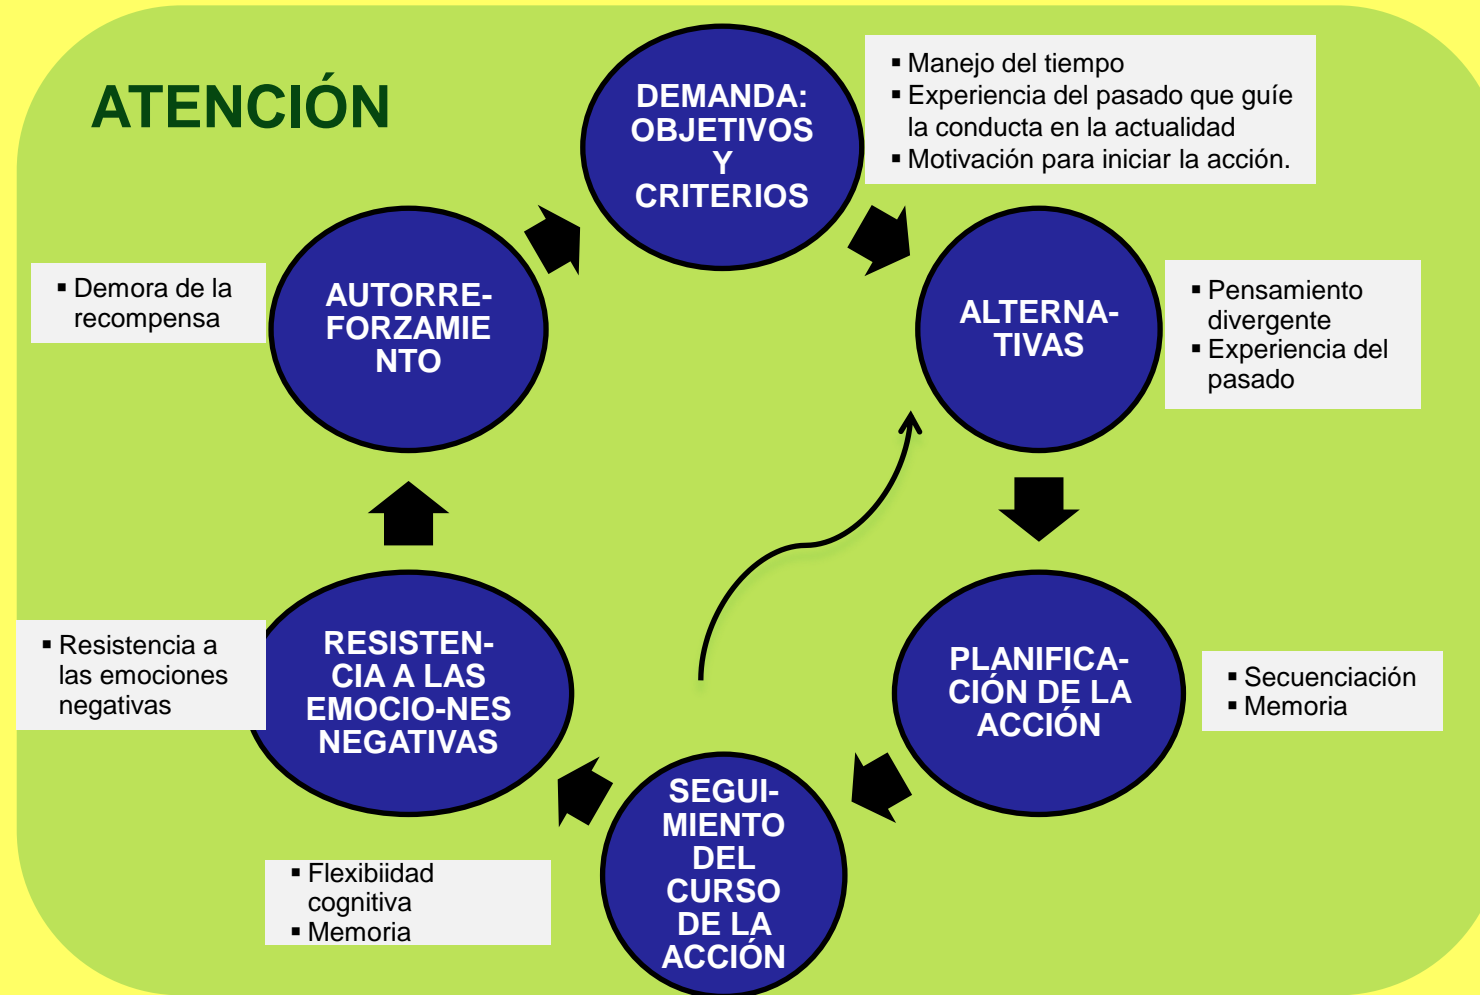 ATENCIÓN
DEMANDA:
OBJETIVOS
Y
CRITERIOS
▪ Manejo del tiempo
▪ Experiencia del pasado que guíe
la conducta en la actualidad
▪ Motivación para iniciar la acción.
ALTERNA-
TIVAS
▪ Pensamiento
divergente
▪ Experiencia del
pasado
PLANIFICA-
CIÓN DE LA
ACCIÓN
▪ Secuenciación
▪ Memoria
SEGUI-
MIENTO
DEL
CURSO
DE LA
ACCIÓN
▪ Flexibiidad
cognitiva
▪ Memoria
RESISTEN-
CIA A LAS
EMOCIO-NES
NEGATIVAS
▪ Resistencia a
las emociones
negativas
AUTORRE-
FORZAMIE
NTO
▪ Demora de la
recompensa